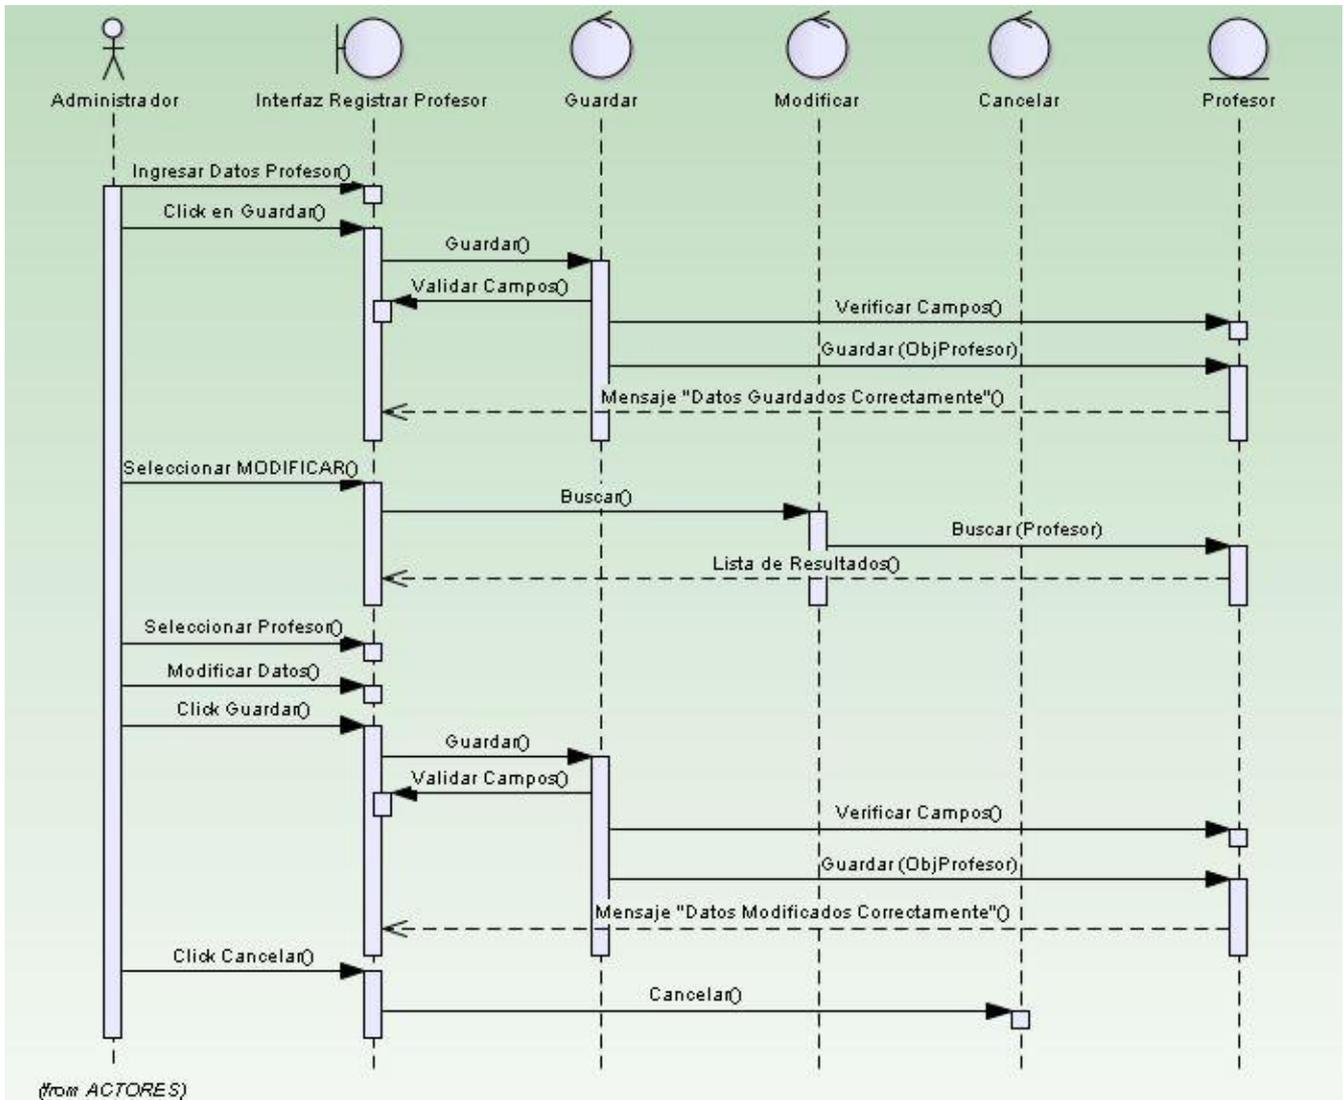 Administrador
Interfaz Registrar Profesor
Guardar
Modificar
Cancelar
Profesor
Ingresar Datos Profesor()
Click en Guardar()
Guardar()
Validar Campos()
Verificar Campos()
Guardar (ObjProfesor)
Mensaje "Datos Guardados Correctamente"()
Seleccionar MODIFICAR()
Buscar()
Buscar (Profesor)
Lista de Resultados()
Seleccionar Profesor()
Modificar Datos()
Click Guardar()
Guardar()
Validar Campos()
Verificar Campos()
Guardar (ObjProfesor)
Mensaje "Datos Modificados Correctamente"()
Click Cancelar()
Cancelar()
(from ACTORES)